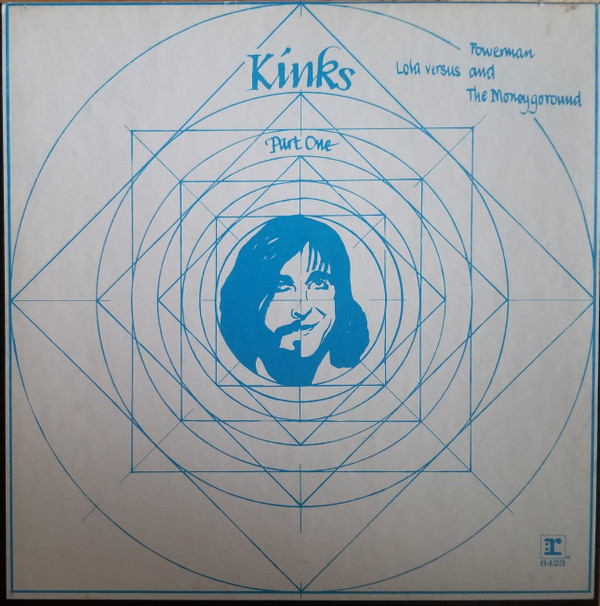 Kinks
Part One
Powerman
Lola versus and
The Moneygoround
r
6423